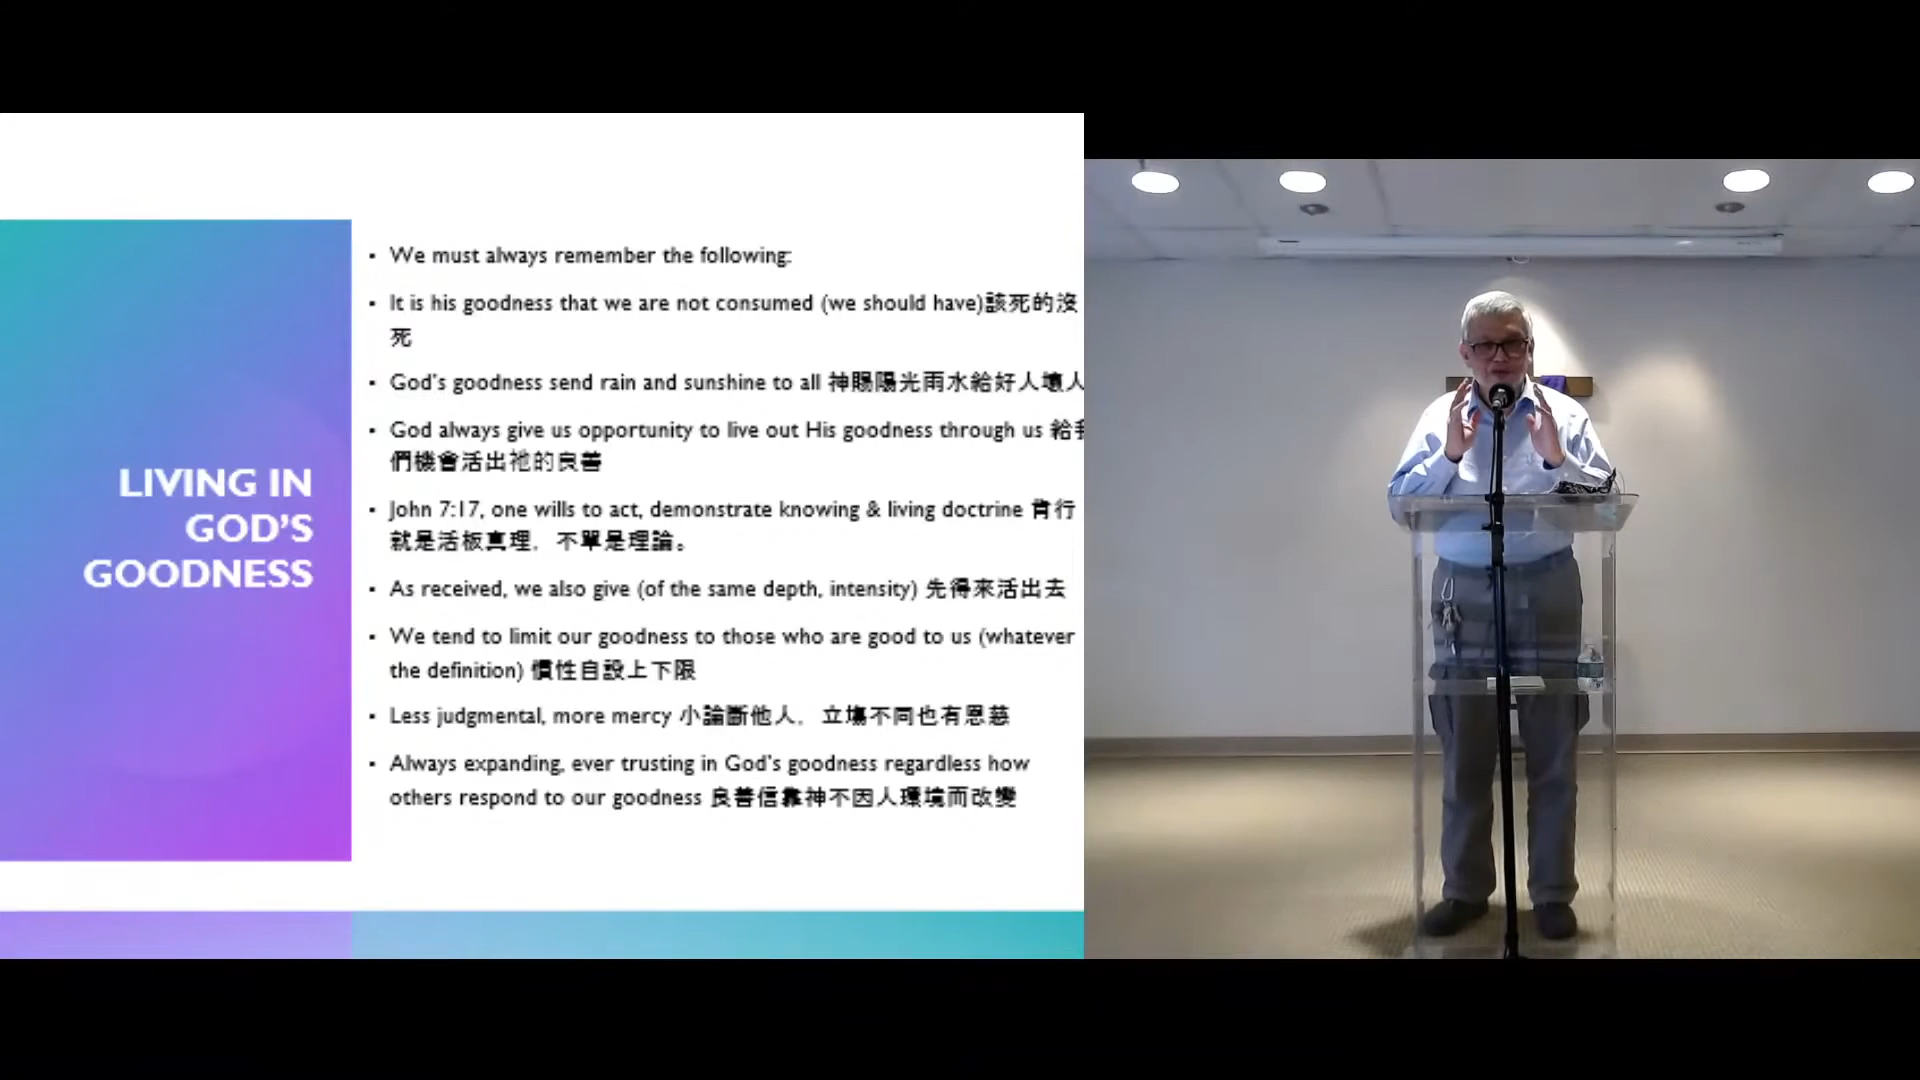 LIVING IN
GOD'S
GOODNESS
▪ We must always remember the following:
▪ It is his goodness that we are not consumed (we should have)該死的沒
死
▪ God's goodness send rain and sunshine to all 神賜陽光雨水給好人壞人
▪ God always give us opportunity to live out His goodness through us 給我
們機會活出祂的良善
▪ John 7:17, one wills to act, demonstrate knowing & living doctrine 肯行
就是活板真理，不單是理論。
▪ As received, we also give (of the same depth, intensity) 先得來活出去
▪ We tend to limit our goodness to those who are good to us (whatever
the definition) 慣性自設上下限
▪ Less judgmental, more mercy 小論斷他人，立場不同也有恩慈
▪ Always expanding, ever trusting in God's goodness regardless how
others respond to our goodness 良善信靠神不因人環境而改變